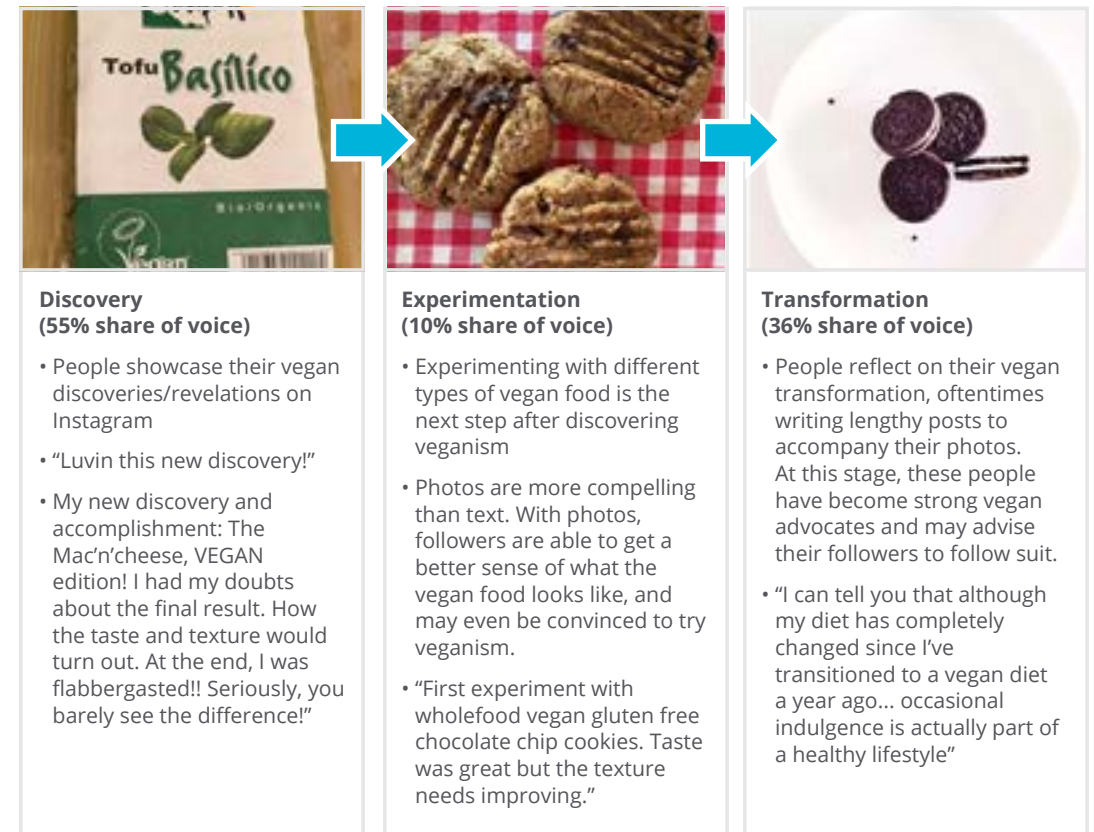 Tofu Basílico
Bio/Organic
Vegan
Discovery
(55% share of voice)
• People showcase their vegan
discoveries/revelations on
Instagram
• “Luvin this new discovery!”
• My new discovery and
accomplishment: The
Mac’n’cheese, VEGAN
edition! I had my doubts
about the final result. How
the taste and texture would
turn out. At the end, I was
flabbergasted!! Seriously, you
barely see the difference!”
Experimentation
(10% share of voice)
• Experimenting with different
types of vegan food is the
next step after discovering
veganism
• Photos are more compelling
than text. With photos,
followers are able to get a
better sense of what the
vegan food looks like, and
may even be convinced to try
veganism.
• “First experiment with
wholefood vegan gluten free
chocolate chip cookies. Taste
was great but the texture
needs improving.”
Transformation
(36% share of voice)
• People reflect on their vegan
transformation, oftentimes
writing lengthy posts to
accompany their photos.
At this stage, these people
have become strong vegan
advocates and may advise
their followers to follow suit.
• “I can tell you that although
my diet has completely
changed since I’ve
transitioned to a vegan diet
a year ago... occasional
indulgence is actually part of
a healthy lifestyle”